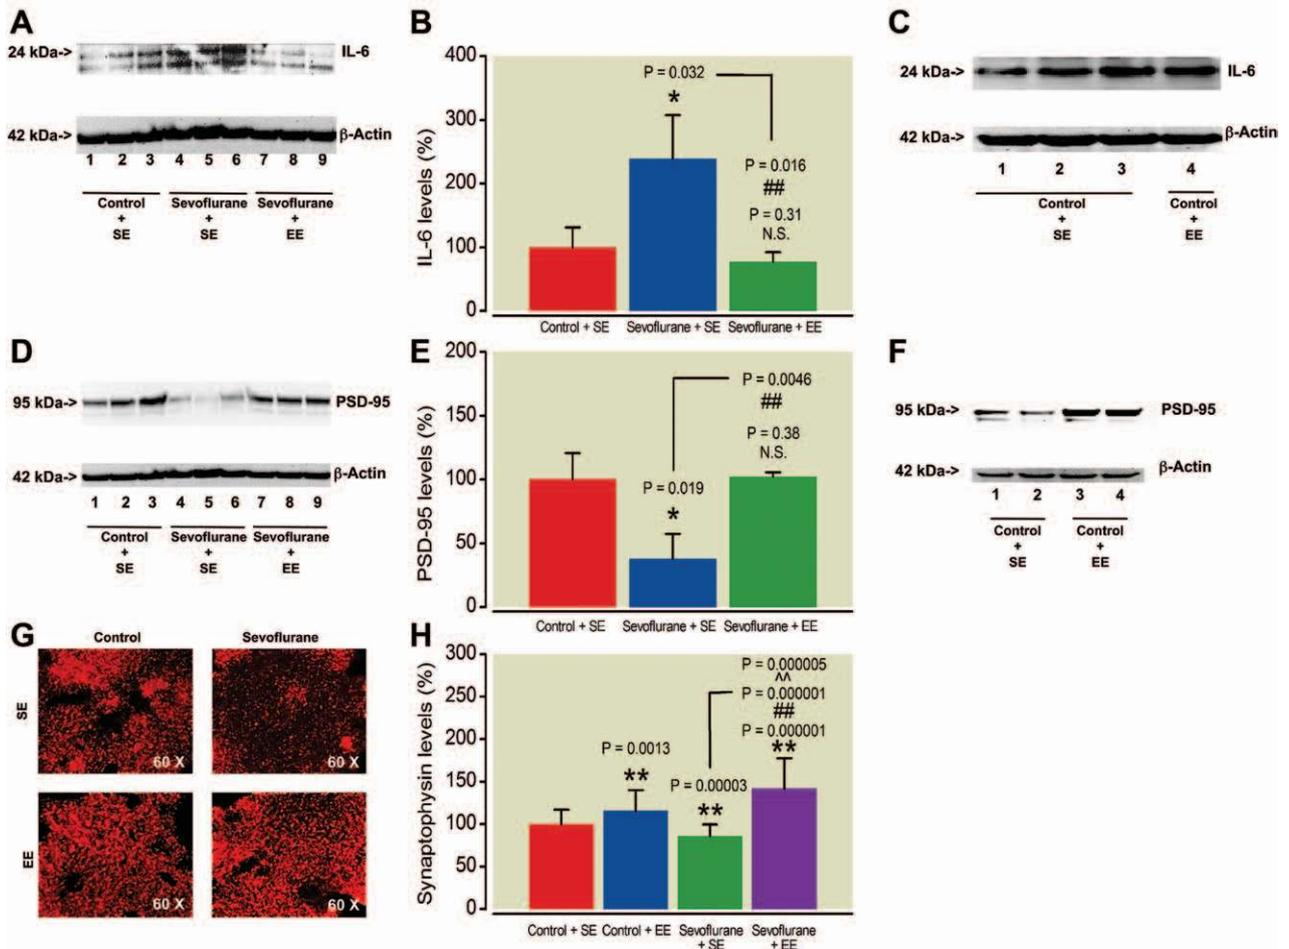 A
24 kDa->
IL-6
42 kDa->
β-Actin
1 2 3 4 5 6 7 8 9
Control + SE
Sevoflurane + SE
Sevoflurane + EE
B
IL-6 levels (%)
400
300
200
100
0
P = 0.032
*
P = 0.016
##
P = 0.31
N.S.
Control + SE
Sevoflurane + SE
Sevoflurane + EE
C
24 kDa->
IL-6
42 kDa->
β-Actin
1 2 3 4
Control + SE
Control + EE
D
95 kDa->
PSD-95
42 kDa->
β-Actin
1 2 3 4 5 6 7 8 9
Control + SE
Sevoflurane + SE
Sevoflurane + EE
E
PSD-95 levels (%)
200
150
100
50
0
P = 0.0046
##
P = 0.38
N.S.
P = 0.019
*
Control + SE
Sevoflurane + SE
Sevoflurane + EE
F
95 kDa->
PSD-95
42 kDa->
β-Actin
1 2 3 4
Control + SE
Control + EE
G
Control
Sevoflurane
SE
60 X
60 X
EE
60 X
60 X
H
Synaptophysin levels (%)
300
250
200
150
100
50
0
P = 0.000005
^^
P = 0.000001
##
P = 0.000001
**
P = 0.0013
**
P = 0.00003
**
Control + SE
Control + EE
Sevoflurane + SE
Sevoflurane + EE